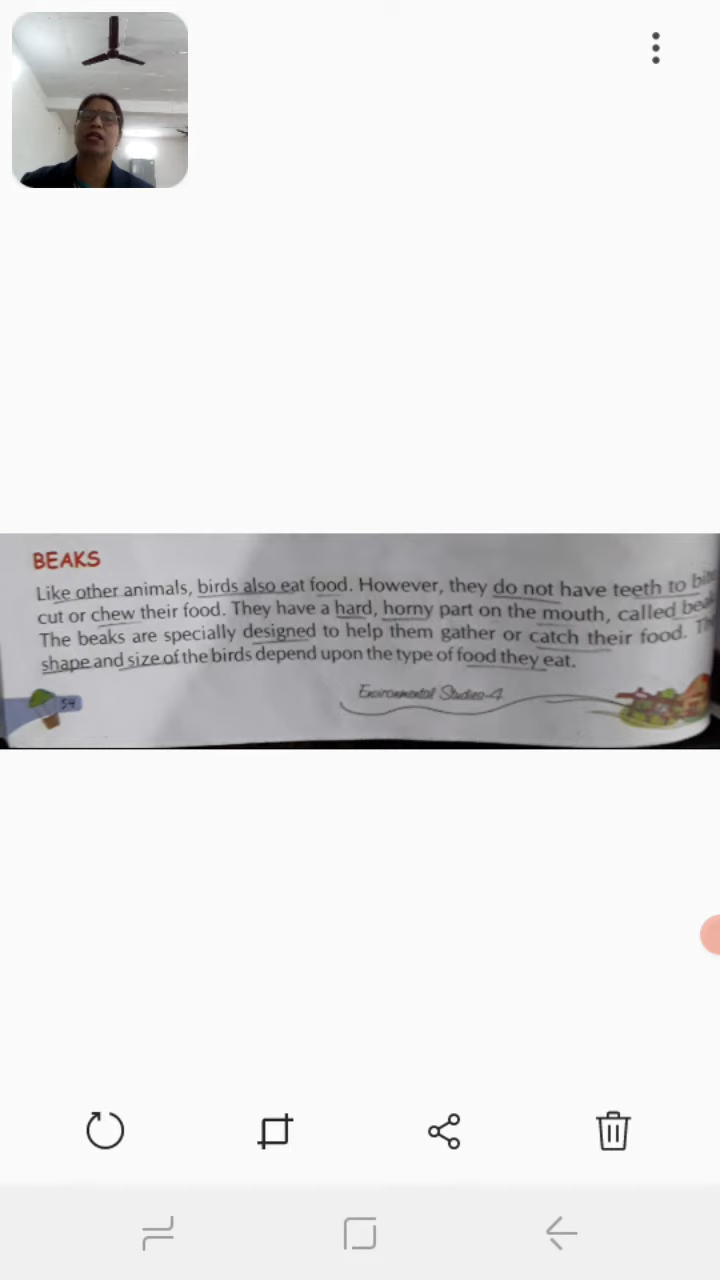 BEAKS
Like other animals, birds also eat food. However, they do not have teeth to
cut or chew their food. They have a hard, horny part on the mouth, called
The beaks are specially designed to help them gather or catch their food.
shape and size of the birds depend upon the type of food they eat.
54
Environmental Studies-4